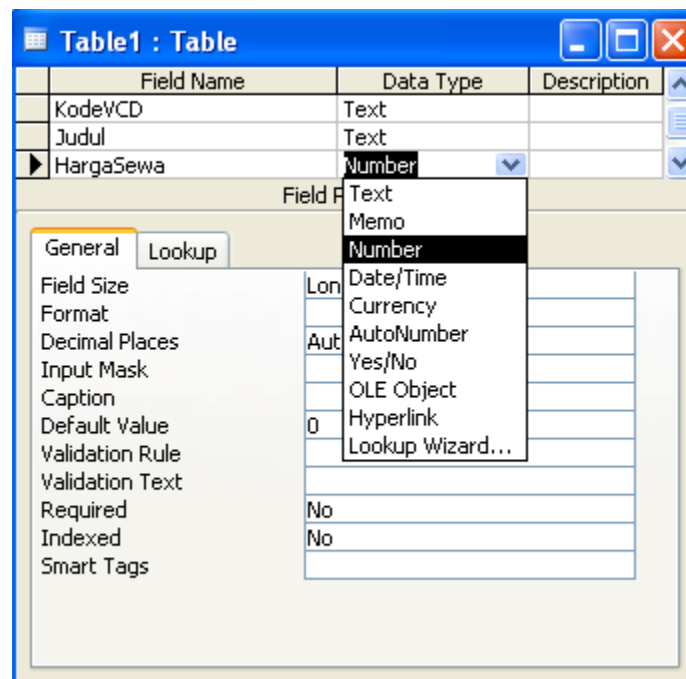 Table1 : Table
Field Name Data Type Description
KodeVCD Text
Judul Text
HargaSewa Number
Field
Text
Memo
Number
Date/Time
Currency
AutoNumber
Yes/No
OLE Object
Hyperlink
Lookup Wizard...
General Lookup
Field Size Lon
Format
Decimal Places Aut
Input Mask
Caption
Default Value 0
Validation Rule
Validation Text
Required No
Indexed No
Smart Tags